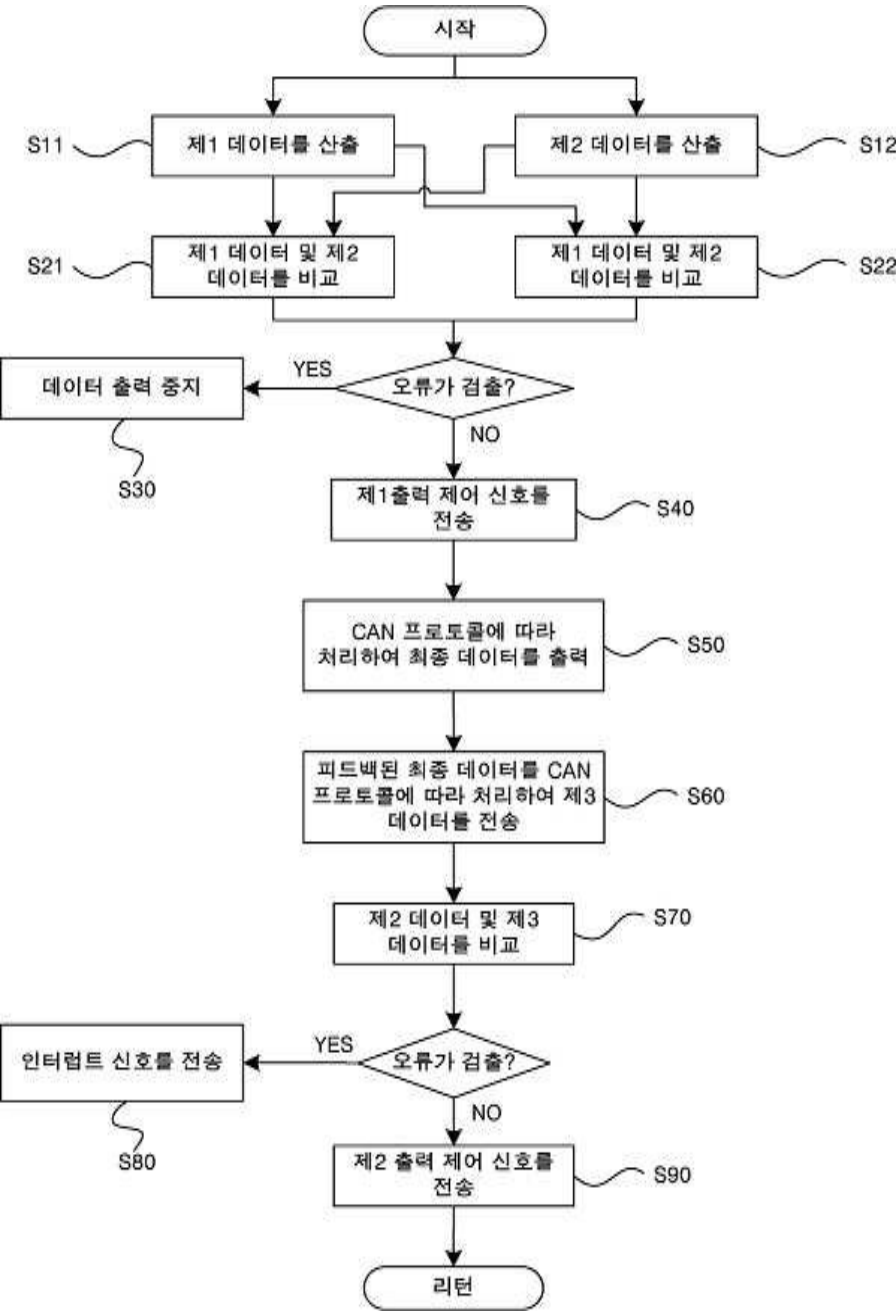 시작
S11
제1 데이터를 산출
제2 데이터를 산출
S12
S21
제1 데이터 및 제2
데이터를 비교
제1 데이터 및 제2
데이터를 비교
S22
데이터 출력 중지
YES
오류가 검출?
S30
NO
제1출력 제어 신호를
전송
S40
CAN 프로토콜에 따라
처리하여 최종 데이터를 출력
S50
피드백된 최종 데이터를 CAN
프로토콜에 따라 처리하여 제3
데이터를 전송
S60
제2 데이터 및 제3
데이터를 비교
S70
인터럽트 신호를 전송
YES
오류가 검출?
S80
NO
제2 출력 제어 신호를
전송
S90
리턴